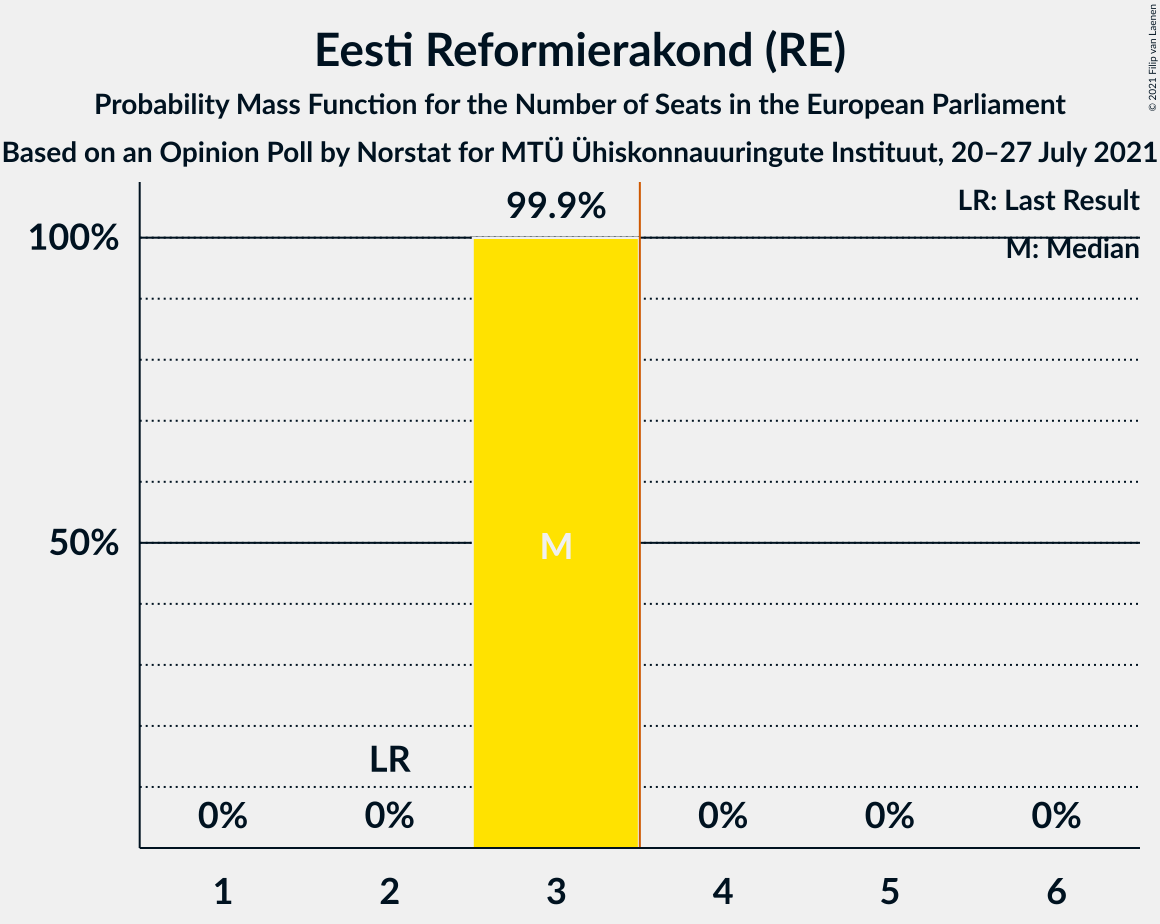 Eesti Reformierakond (RE)
Probability Mass Function for the Number of Seats in the European Parliament
Based on an Opinion Poll by Norstat for MTÜ Ühiskonnauuringute Instituut, 20–27 July 2021
© 2021 Filip van Laenen
LR: Last Result
M: Median
99.9%
100%
50%
M
LR
0%
0%
0%
0%
0%
1
2
3
4
5
6